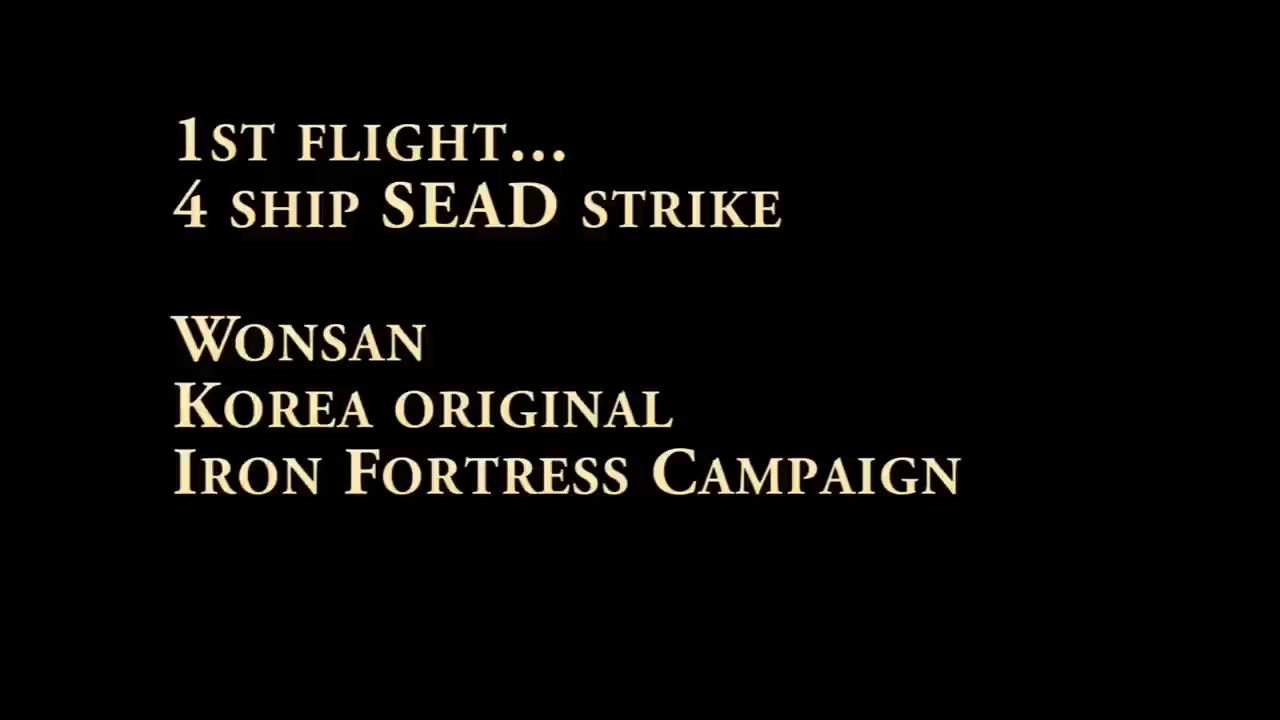 1st flight...
4 ship SEAD strike
Wonsan
Korea original
Iron Fortress Campaign